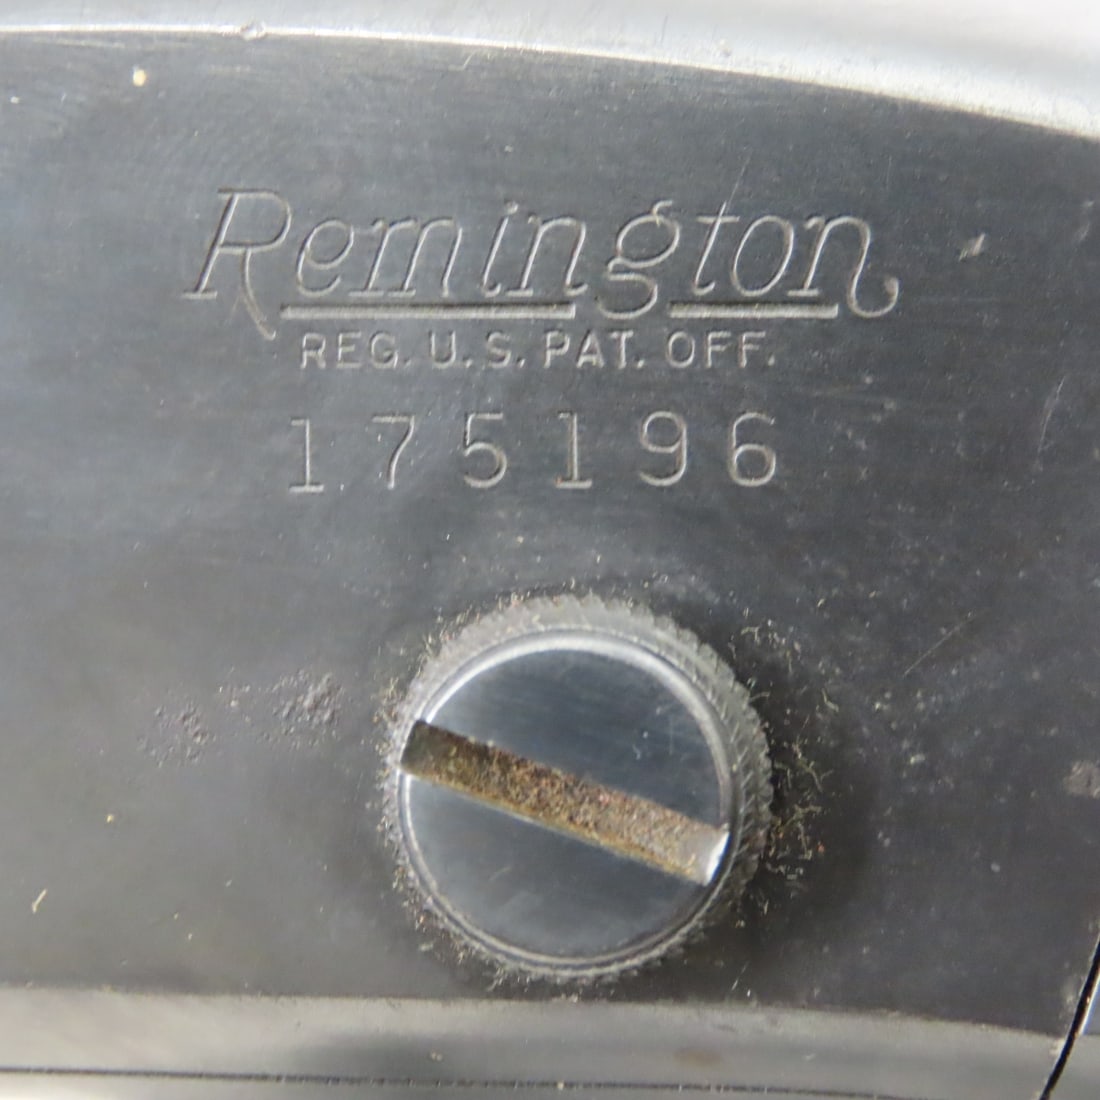 Remington
REG. U.S. PAT. OFF.
175196